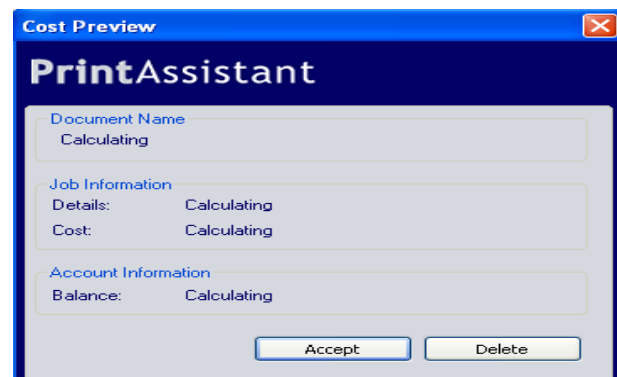 Cost Preview
PrintAssistant
Document Name
Calculating
Job Information
Details: Calculating
Cost: Calculating
Account Information
Balance: Calculating
Accept Delete